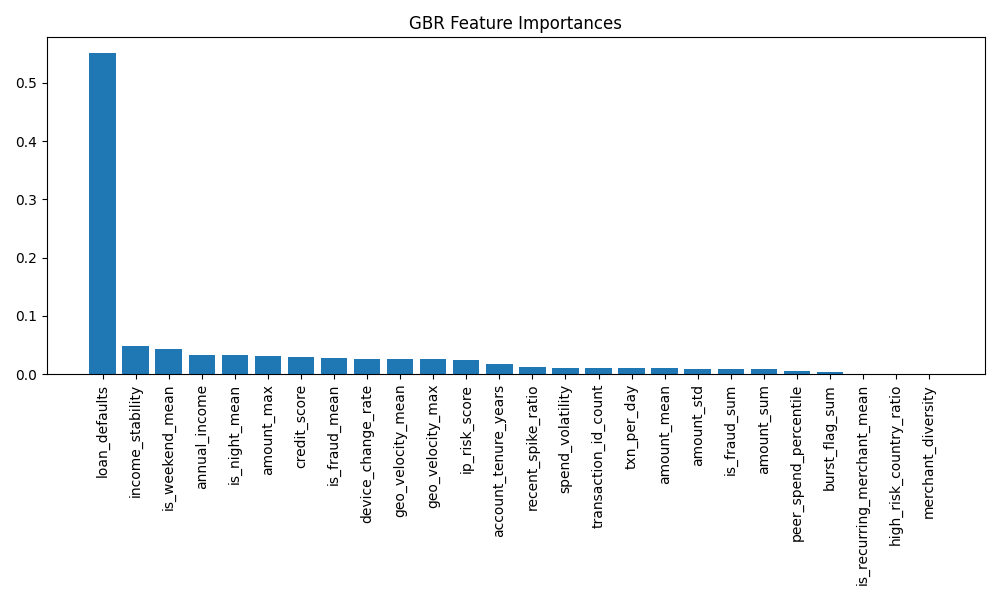 GBR Feature Importances
0.5
0.4
0.3
0.2
0.1
0.0
loan_defaults
income_stability
is_weekend_mean
annual_income
is_night_mean
amount_max
credit_score
is_fraud_mean
device_change_rate
geo_velocity_mean
geo_velocity_max
ip_risk_score
account_tenure_years
recent_spike_ratio
spend_volatility
transaction_id_count
txn_per_day
amount_mean
amount_std
is_fraud_sum
amount_sum
peer_spend_percentile
burst_flag_sum
is_recurring_merchant_mean
high_risk_country_ratio
merchant_diversity